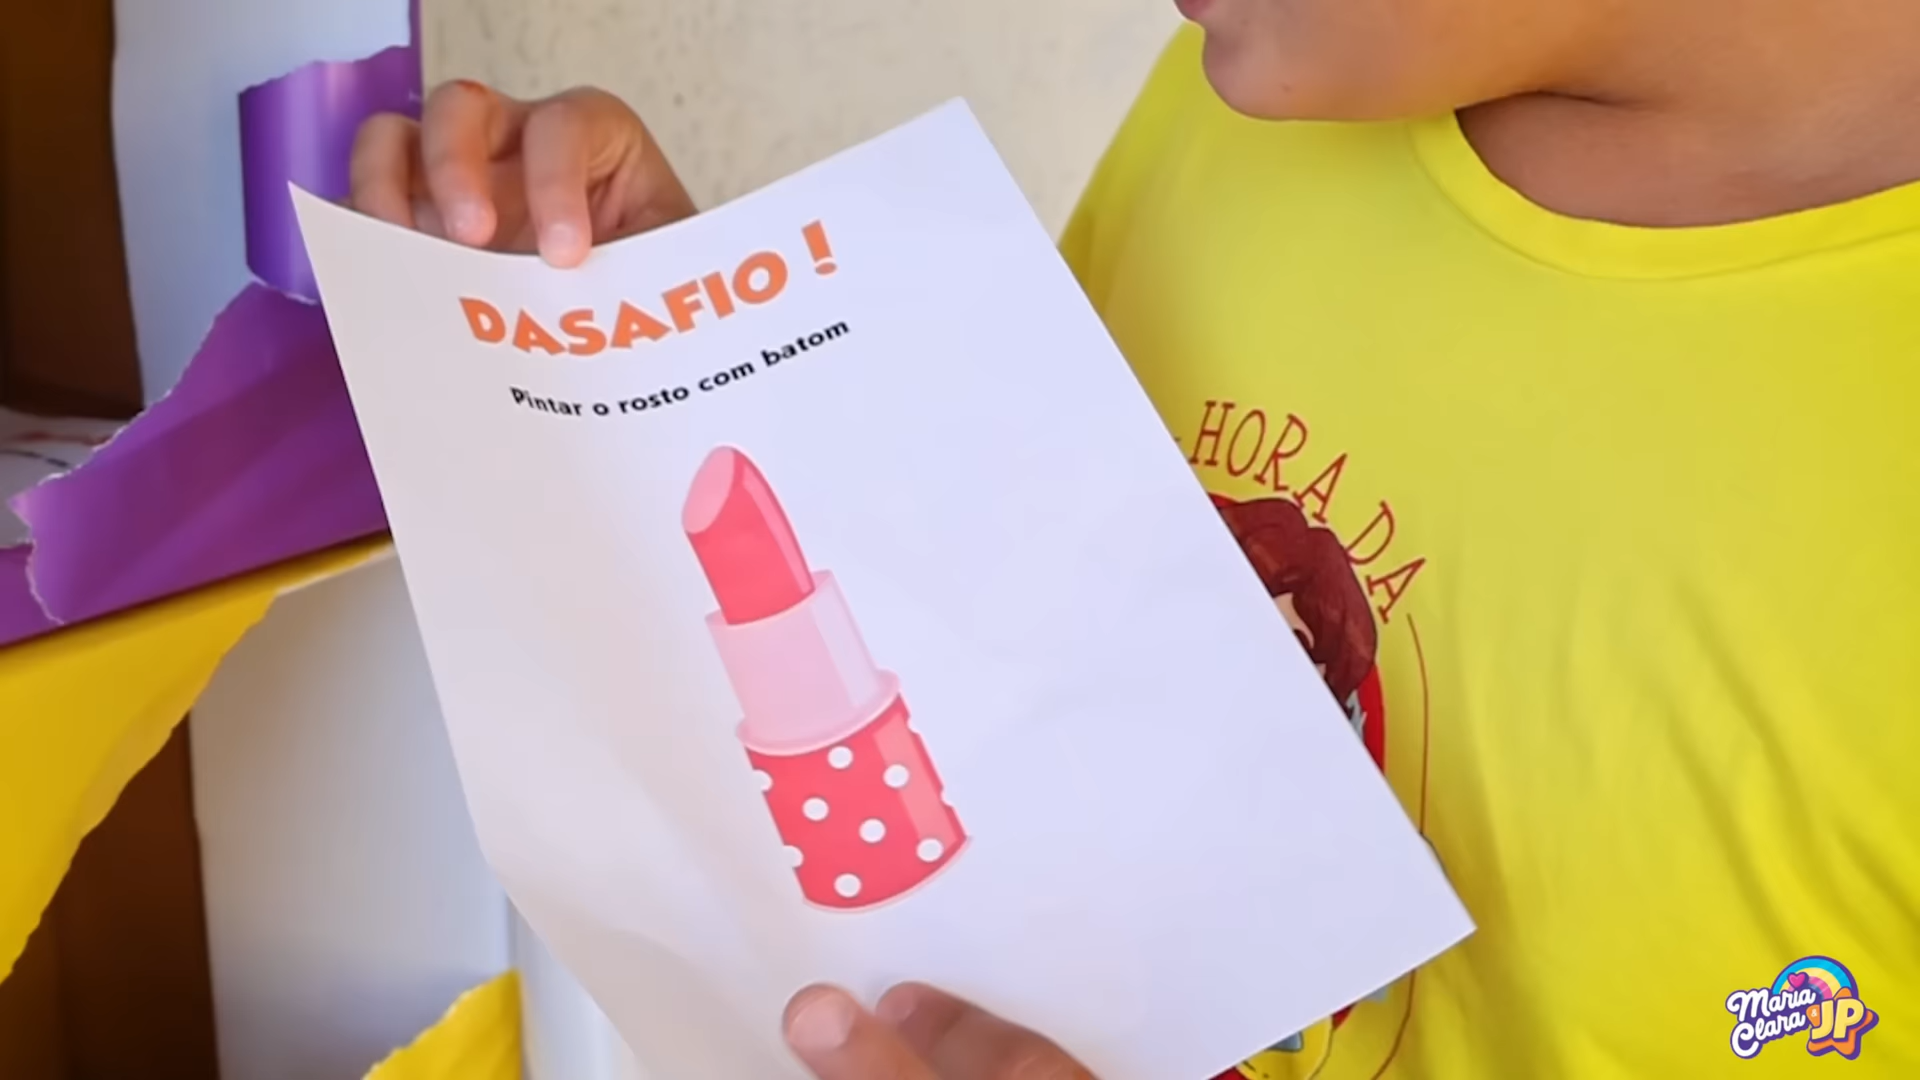 DASAFIO !
Pintar o rosto com batom
HORA DA
Maria
Clara & JP